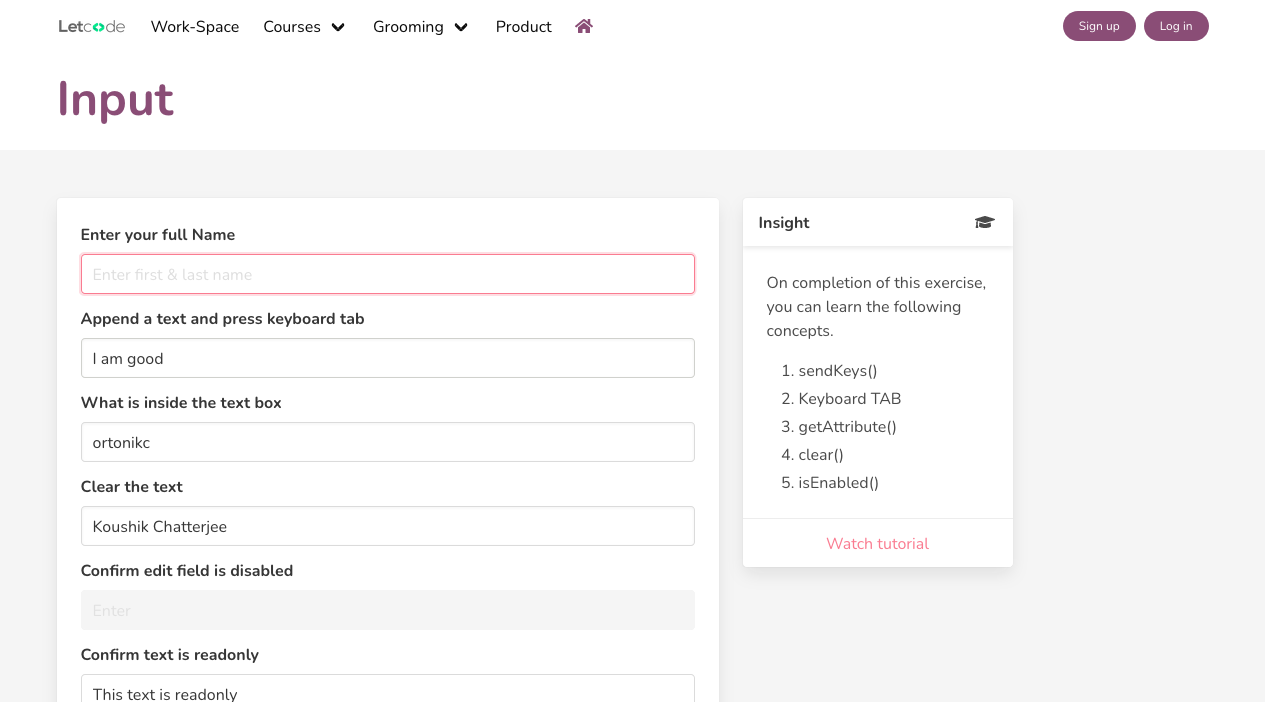 Letcode Work-Space Courses Grooming Product Sign up Log in
Input
Enter your full Name
Enter first & last name
Append a text and press keyboard tab
I am good
What is inside the text box
ortonikc
Clear the text
Koushik Chatterjee
Confirm edit field is disabled
Enter
Confirm text is readonly
This text is readonly
Insight
On completion of this exercise,
you can learn the following
concepts.
1. sendKeys()
2. Keyboard TAB
3. getAttribute()
4. clear()
5. isEnabled()
Watch tutorial